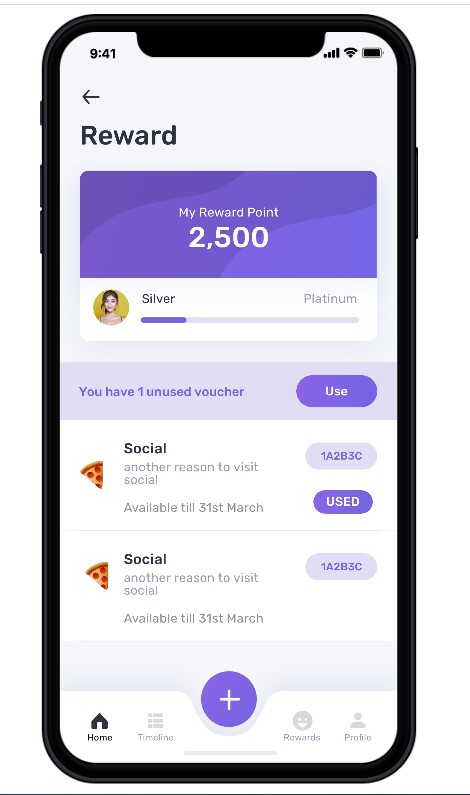 9:41
Reward
My Reward Point
2,500
Silver
Platinum
You have 1 unused voucher
Use
Social
another reason to visit
social
Available till 31st March
1A2B3C
USED
Social
another reason to visit
social
Available till 31st March
1A2B3C
Home
Timeline
Rewards
Profile